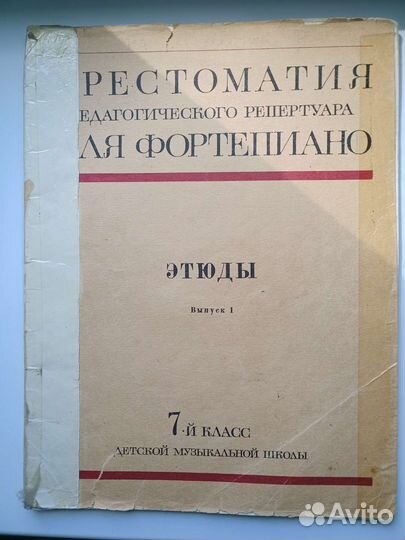 РЕСТОМАТИЯ
ЕДАГОГИЧЕСКОГО РЕПЕРТУАРА
ЛЯ ФОРТЕПИАНО
ЭТЮДЫ
Выпуск 1
7-й КЛАСС
ДЕТСКОЙ МУЗЫКАЛЬНОЙ ШКОЛЫ
Avito